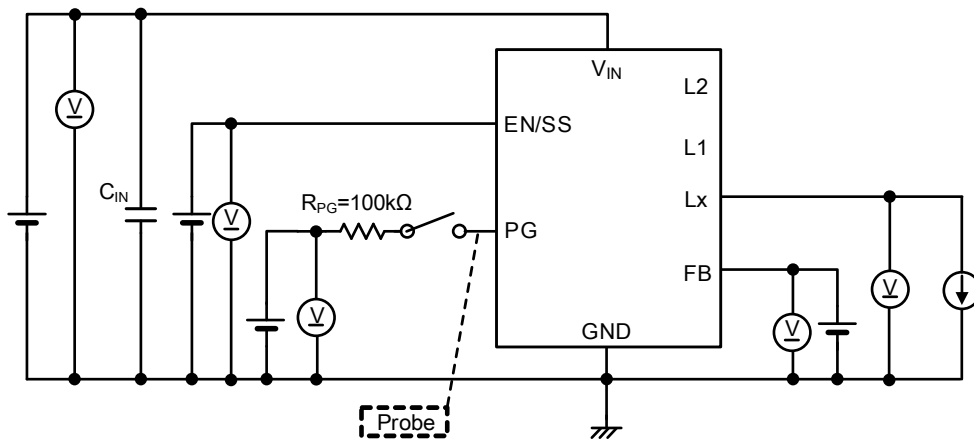 V
V_IN
L2
EN/SS
L1
C_IN
V
R_PG=100kΩ
Lx
PG
FB
V
V
V
GND
Probe